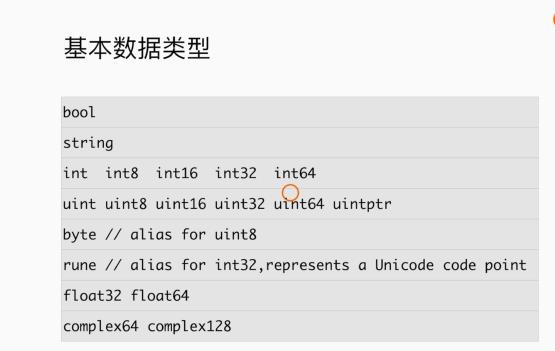 基本数据类型
bool
string
int int8 int16 int32 int64
uint uint8 uint16 uint32 uint64 uintptr
byte // alias for uint8
rune // alias for int32,represents a Unicode code point
float32 float64
complex64 complex128